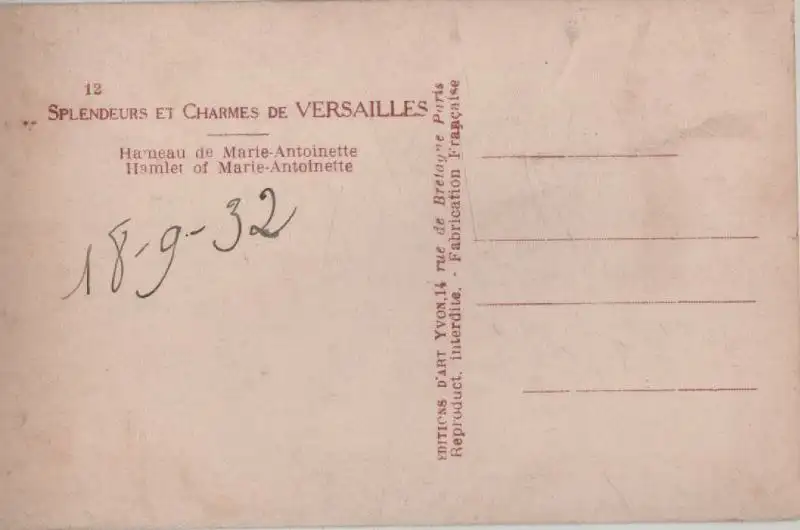 12
SPLENDEURS ET CHARMES DE VERSAILLES
Hameau de Marie-Antoinette
Hamlet of Marie-Antoinette
18-9-32
EDITIONS D'ART YVON, 14 rue de Bretagne Paris
Reproduct. interdite. - Fabrication Française